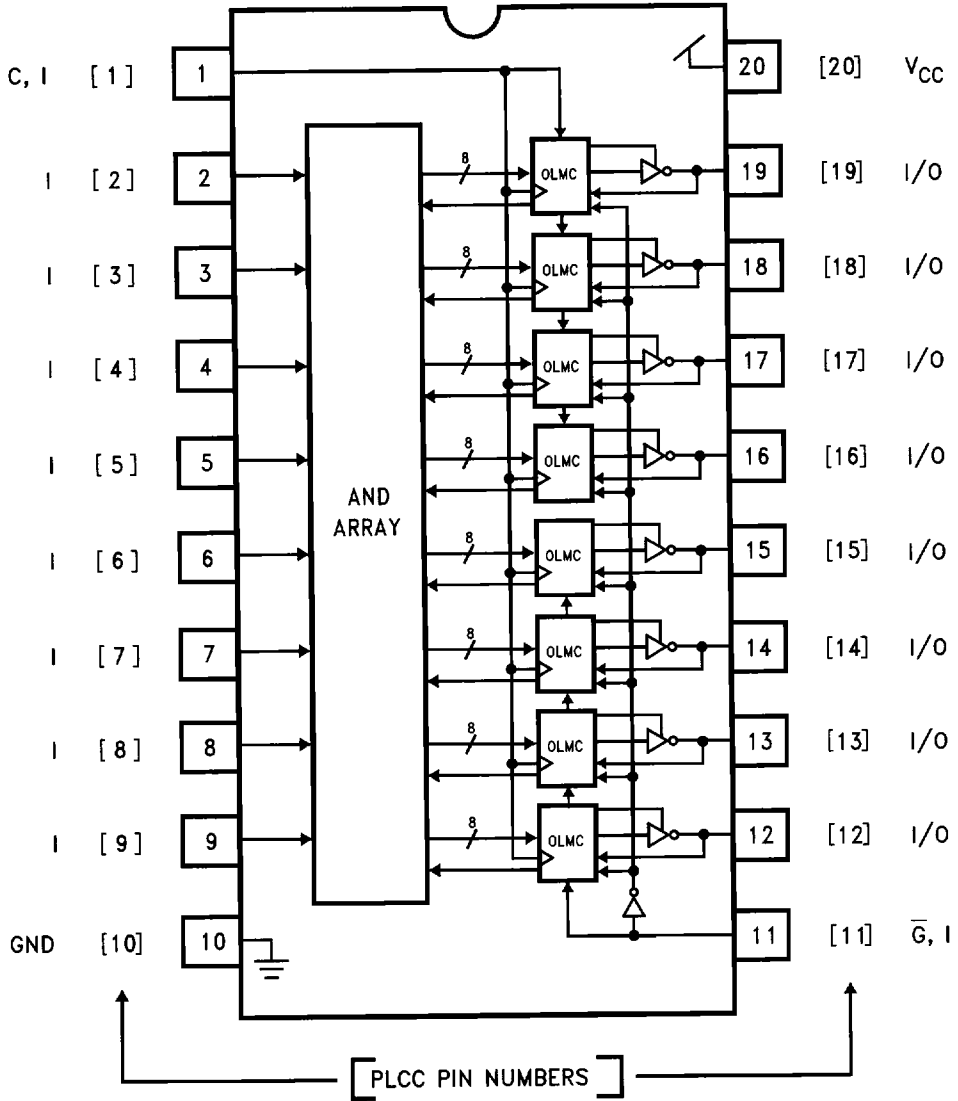 C, I [1] 1 20 [20] VCC
8
I [2] 2 OLMC 19 [19] I/O
8
I [3] 3 OLMC 18 [18] I/O
8
I [4] 4 OLMC 17 [17] I/O
8
I [5] 5 OLMC 16 [16] I/O
AND
ARRAY
8
I [6] 6 OLMC 15 [15] I/O
8
I [7] 7 OLMC 14 [14] I/O
8
I [8] 8 OLMC 13 [13] I/O
8
I [9] 9 OLMC 12 [12] I/O
GND [10] 10 11 [11] G̅, I
[PLCC PIN NUMBERS]